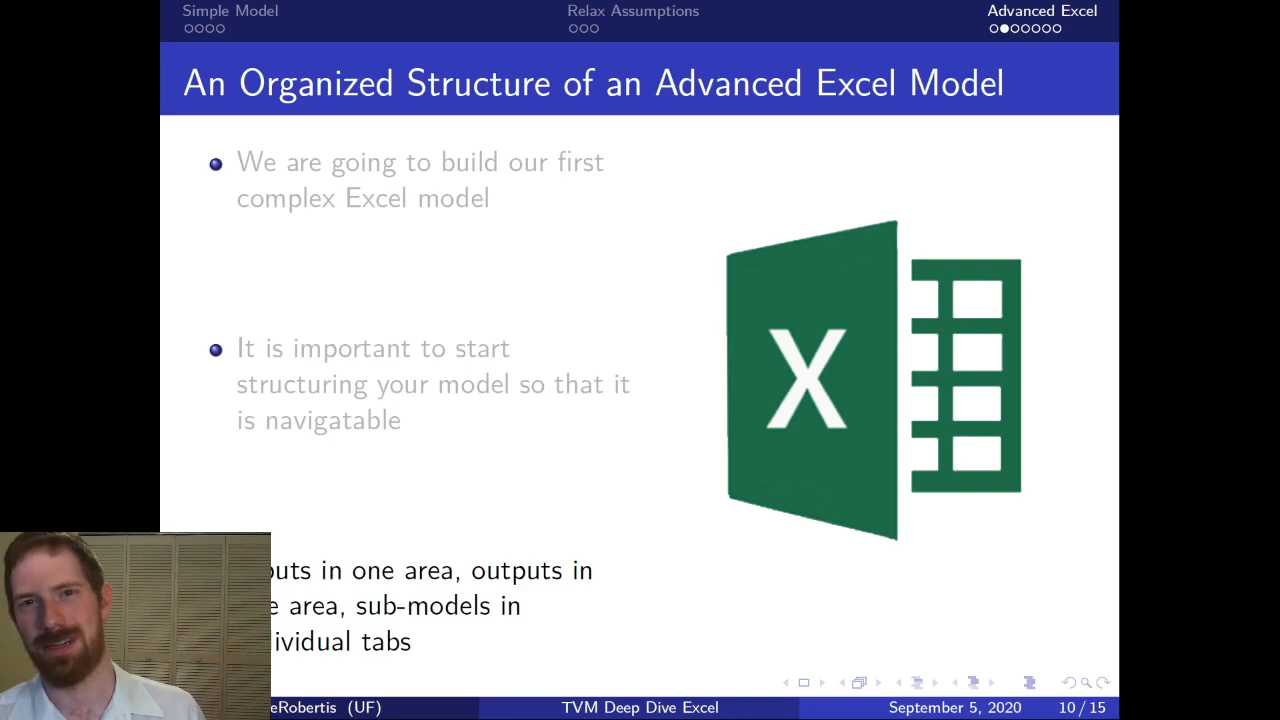 Simple Model Relax Assumptions Advanced Excel
An Organized Structure of an Advanced Excel Model
We are going to build our first
complex Excel model
It is important to start
structuring your model so that it
is navigatable
X
in one area, outputs in
area, sub-models in
tabs
(UF) TVM Deep Dive Excel September 5, 2020 10/15